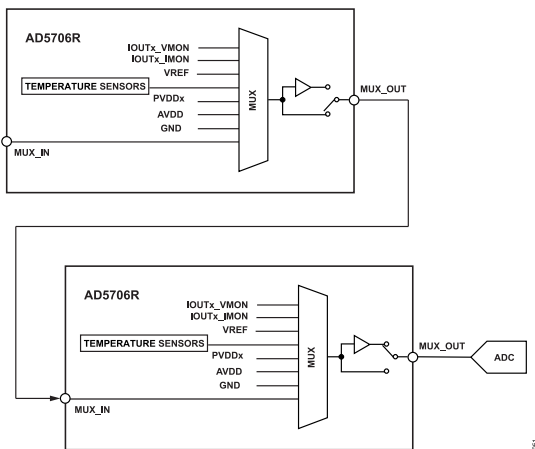 AD5706R
IOUTx_VMON
IOUTx_IMON
VREF
TEMPERATURE SENSORS
PVDDx
AVDD
GND
MUX_IN
MUX
MUX_OUT
AD5706R
IOUTx_VMON
IOUTx_IMON
VREF
TEMPERATURE SENSORS
PVDDx
AVDD
GND
MUX_IN
MUX
MUX_OUT
ADC